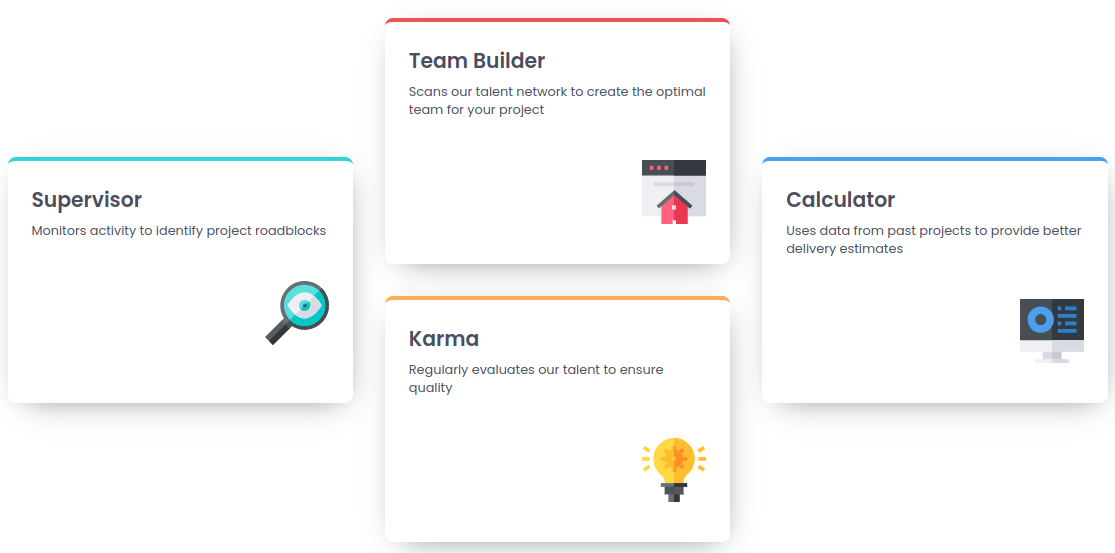 Supervisor
Monitors activity to identify project roadblocks
Team Builder
Scans our talent network to create the optimal
team for your project
Karma
Regularly evaluates our talent to ensure
quality
Calculator
Uses data from past projects to provide better
delivery estimates